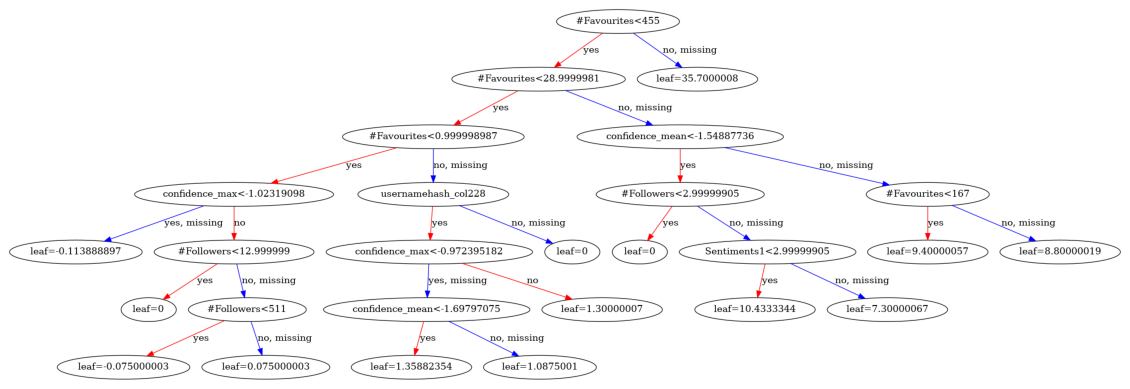 #Favourites<455
yes
no, missing
#Favourites<28.9999981
leaf=35.7000008
yes
no, missing
#Favourites<0.999998987
confidence_mean<-1.54887736
yes
no, missing
yes
no, missing
confidence_max<-1.02319098
usernamehash_col228
#Followers<2.99999905
#Favourites<167
yes, missing
no
yes
no, missing
yes
no, missing
yes
no, missing
leaf=-0.113888897
#Followers<12.999999
confidence_max<-0.972395182
leaf=0
leaf=0
Sentiments1<2.99999905
leaf=9.40000057
leaf=8.80000019
yes
no, missing
yes, missing
no
yes
no, missing
leaf=0
#Followers<511
confidence_mean<-1.69797075
leaf=1.30000007
leaf=10.4333344
leaf=7.30000067
yes
no, missing
yes
no, missing
leaf=-0.075000003
leaf=0.075000003
leaf=1.35882354
leaf=1.0875001